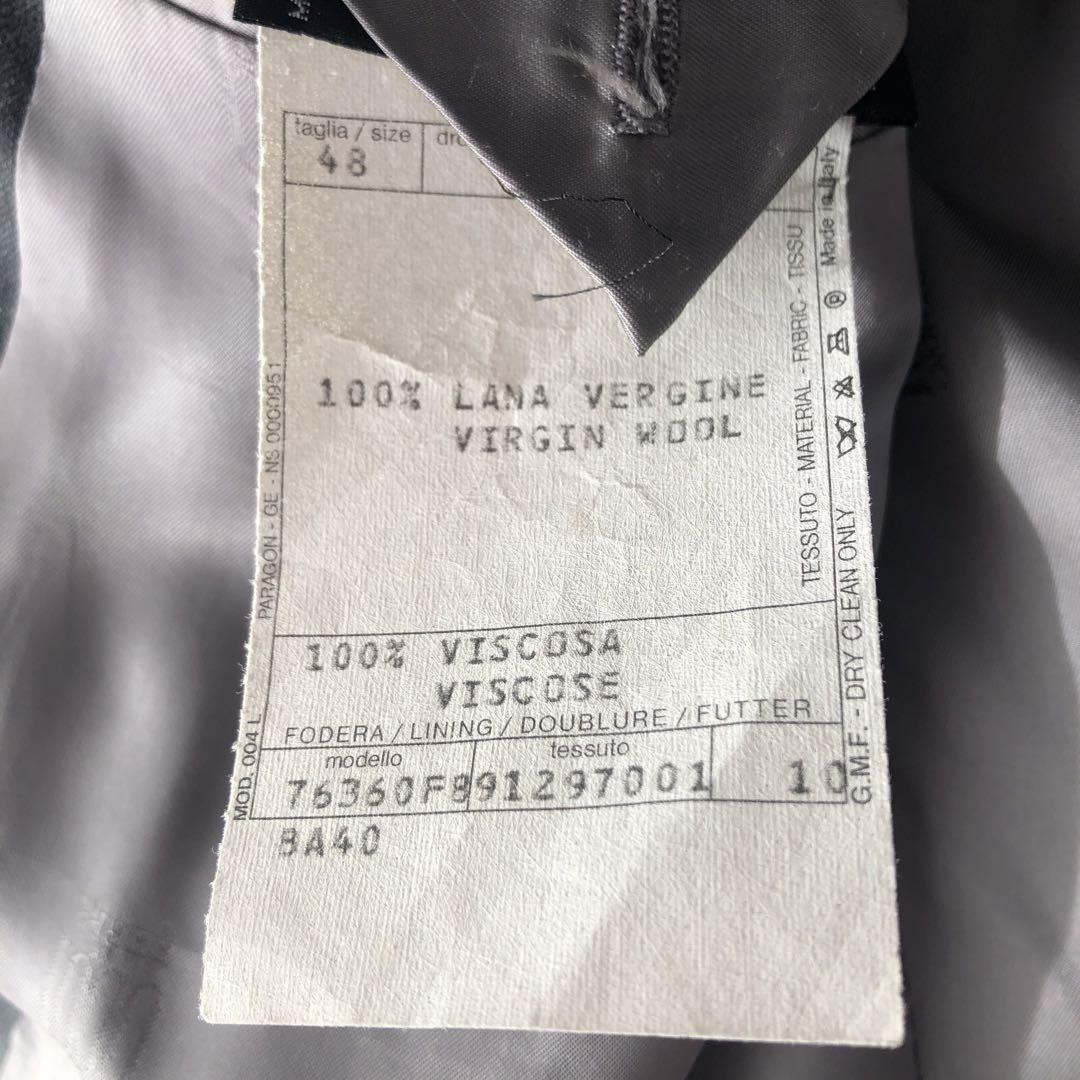 taglia / size
48
100% LANA VERGINE
VIRGIN WOOL
100% VISCOSA
VISCOSE
FODERA / LINING / DOUBLURE / FUTTER
modello tessuto
76360F8 91297001 10
BA40
PARAGON - GE - NS 0000951
MOD. 004 L
TESSUTO - MATERIAL - FABRIC - TISSU
Made in Italy
G.M.F. - DRY CLEAN ONLY